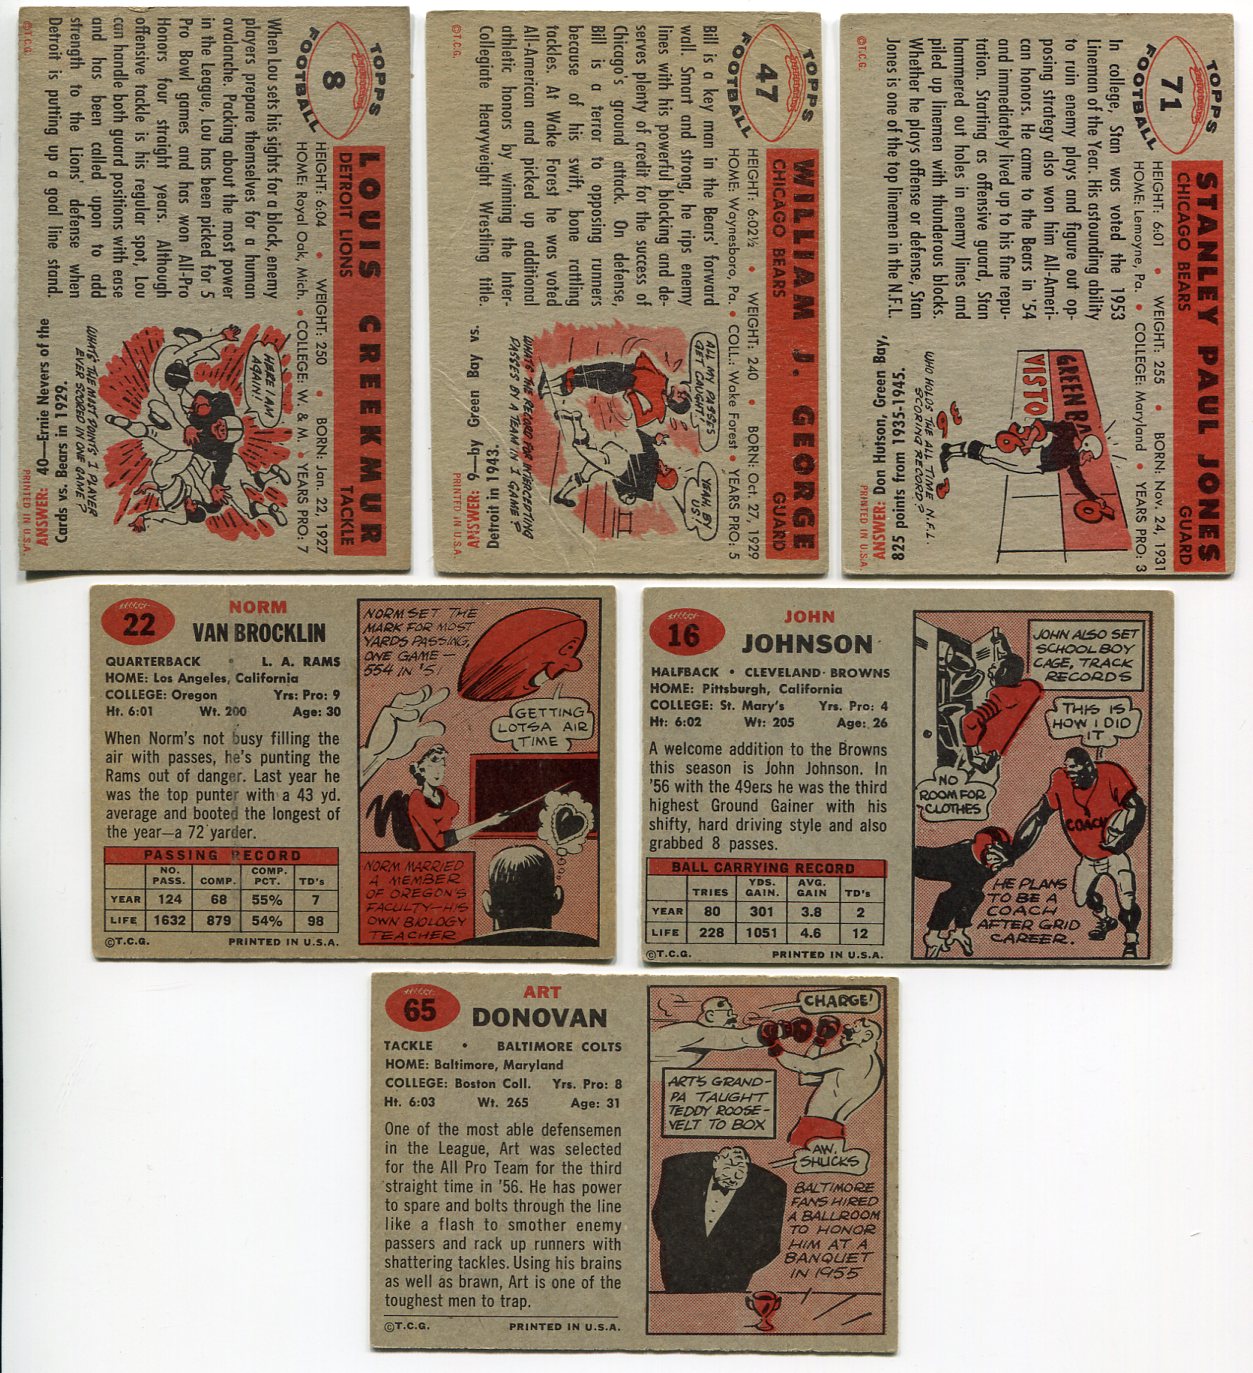 TOPPS
8
FOOTBALL
LOUIS CREEKMUR
DETROIT LIONS TACKLE
HEIGHT: 6:04 • WEIGHT: 250 • BORN: Jan. 22, 1927
HOME: Royal Oak, Mich. • COLLEGE: W. & M. • YEARS PRO: 7
When Lou sets his sights for a block, enemy
players prepare themselves for a human
avalanche. Packing about the most power
in the League, Lou has been picked for 5
Pro Bowl games and has won All-Pro
Honors four straight years. Although
offensive tackle is his regular spot, Lou
can handle both guard positions with ease
and has been called upon to add
strength to the Lions' defense when
Detroit is putting up a goal line stand.
©T.C.G.
HERE I AM
AGAIN!
WHAT'S THE MOST POINTS 1 PLAYER
EVER SCORED IN ONE GAME?
ANSWER: 40—Ernie Nevers of the
Cards vs. Bears in 1929.
PRINTED IN U.S.A.
TOPPS
47
FOOTBALL
WILLIAM J. GEORGE
CHICAGO BEARS GUARD
HEIGHT: 6:02½ • WEIGHT: 240 • BORN: Oct. 27, 1929
HOME: Waynesboro, Pa. • COLL.: Wake Forest • YEARS PRO: 5
Bill is a key man in the Bears' forward
wall. Smart and strong, he rips enemy
lines with his powerful blocking and de-
serves plenty of credit for the success of
Chicago's ground attack. On defense,
Bill is a terror to opposing runners
because of his swift, bone rattling
tackles. At Wake Forest he was voted
All-American and picked up additional
athletic honors by winning the Inter-
Collegiate Heavyweight Wrestling title.
©T.C.G.
ALL MY PASSES
GET CAUGHT!
YEAH, BY
US!
WHAT'S THE RECORD FOR INTERCEPTING
PASSES BY A TEAM IN 1 GAME?
ANSWER: 9—by Green Bay vs.
Detroit in 1943.
PRINTED IN U.S.A.
TOPPS
71
FOOTBALL
STANLEY PAUL JONES
CHICAGO BEARS GUARD
HEIGHT: 6:01 • WEIGHT: 255 • BORN: Nov. 24, 1931
HOME: Lemoyne, Pa. • COLLEGE: Maryland • YEARS PRO: 3
In college, Stan was voted the 1953
Lineman of the Year. His astounding ability
to ruin enemy plays and figure out op-
posing strategy also won him All-Ameri-
can honors. He came to the Bears in '54
and immediately lived up to his fine repu-
tation. Starting as offensive guard, Stan
hammered out holes in enemy lines and
piled up linemen with thunderous blocks.
Whether he plays offense or defense, Stan
Jones is one of the top linemen in the N.F.L.
©T.C.G.
GREEN BA
VISTO
WHO HOLDS THE ALL TIME N.F.L.
SCORING RECORD?
ANSWER: Don Hutson, Green Bay,
825 points from 1935-1945.
PRINTED IN U.S.A.
22
NORM
VAN BROCKLIN
QUARTERBACK • L. A. RAMS
HOME: Los Angeles, California
COLLEGE: Oregon Yrs: Pro: 9
Ht. 6:01 Wt. 200 Age: 30
When Norm's not busy filling the
air with passes, he's punting the
Rams out of danger. Last year he
was the top punter with a 43 yd.
average and booted the longest of
the year—a 72 yarder.
PASSING RECORD
NO. PASS. COMP. COMP. PCT. TD's
YEAR 124 68 55% 7
LIFE 1632 879 54% 98
©T.C.G. PRINTED IN U.S.A.
NORM SET THE
MARK FOR MOST
YARDS PASSING,
ONE GAME—
554 IN '51
GETTING
LOTSA AIR
TIME
NORM MARRIED
A MEMBER
OF OREGON'S
FACULTY—HIS
OWN BIOLOGY
TEACHER
16
JOHN
JOHNSON
HALFBACK • CLEVELAND BROWNS
HOME: Pittsburgh, California
COLLEGE: St. Mary's Yrs. Pro: 4
Ht: 6:02 Wt: 205 Age: 26
A welcome addition to the Browns
this season is John Johnson. In
'56 with the 49ers he was the third
highest Ground Gainer with his
shifty, hard driving style and also
grabbed 8 passes.
BALL CARRYING RECORD
TRIES YDS. GAIN. AVG. GAIN TD's
YEAR 80 301 3.8 2
LIFE 228 1051 4.6 12
©T.C.G. PRINTED IN U.S.A.
JOHN ALSO SET
SCHOOLBOY
CAGE, TRACK
RECORDS
THIS IS
HOW I DID
IT
NO
ROOM FOR
CLOTHES
COACH
HE PLANS
TO BE A
COACH
AFTER GRID
CAREER.
65
ART
DONOVAN
TACKLE • BALTIMORE COLTS
HOME: Baltimore, Maryland
COLLEGE: Boston Coll. Yrs. Pro: 8
Ht. 6:03 Wt. 265 Age: 31
One of the most able defensemen
in the League, Art was selected
for the All Pro Team for the third
straight time in '56. He has power
to spare and bolts through the line
like a flash to smother enemy
passers and rack up runners with
shattering tackles. Using his brains
as well as brawn, Art is one of the
toughest men to trap.
©T.C.G. PRINTED IN U.S.A.
CHARGE!
ART'S GRAND-
PA TAUGHT
TEDDY ROOSE-
VELT TO BOX
AW,
SHUCKS
BALTIMORE
FANS HIRED
A BALLROOM
TO HONOR
HIM AT A
BANQUET
IN 1955